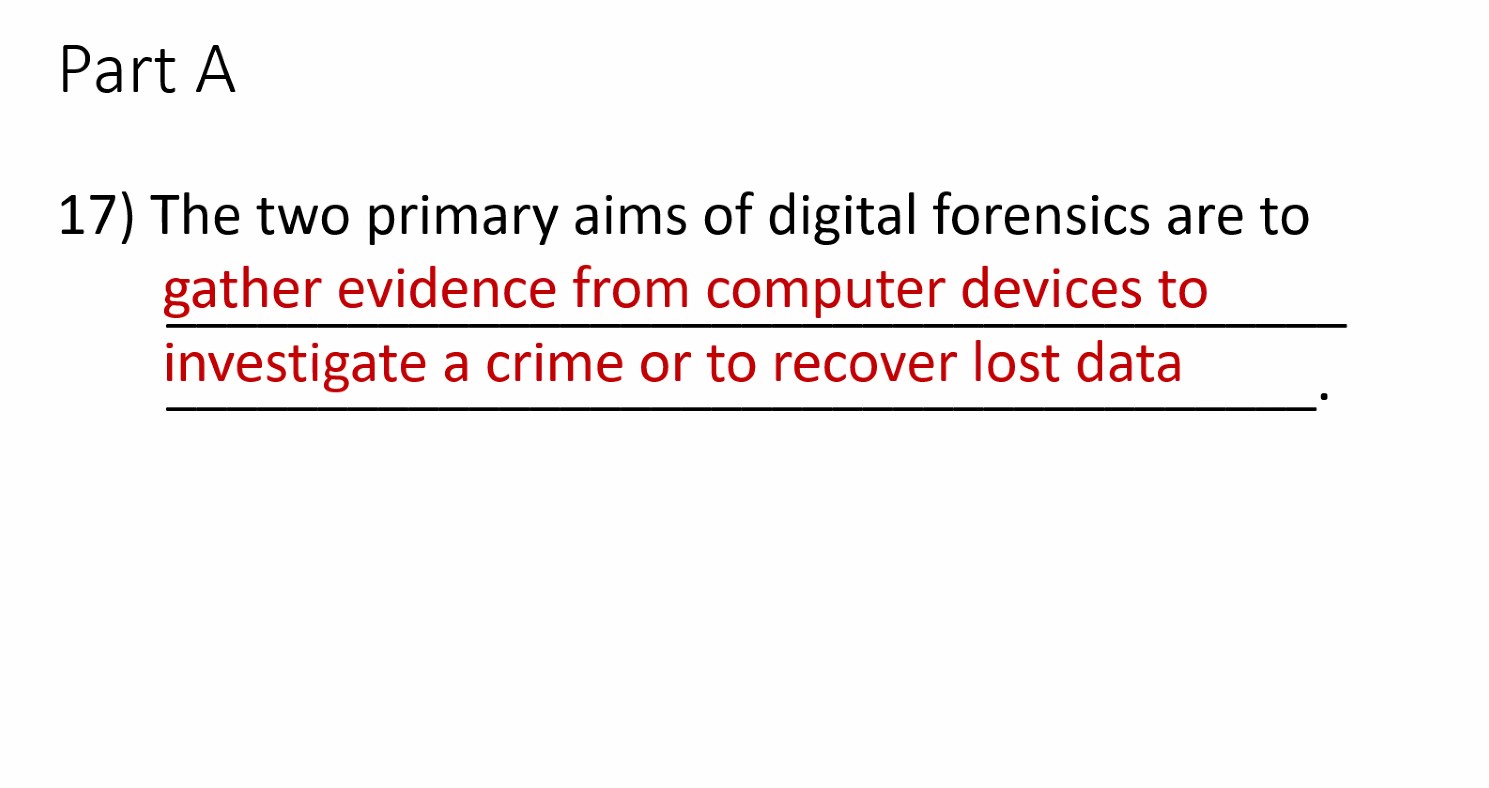 Part A
17) The two primary aims of digital forensics are to
gather evidence from computer devices to
investigate a crime or to recover lost data.